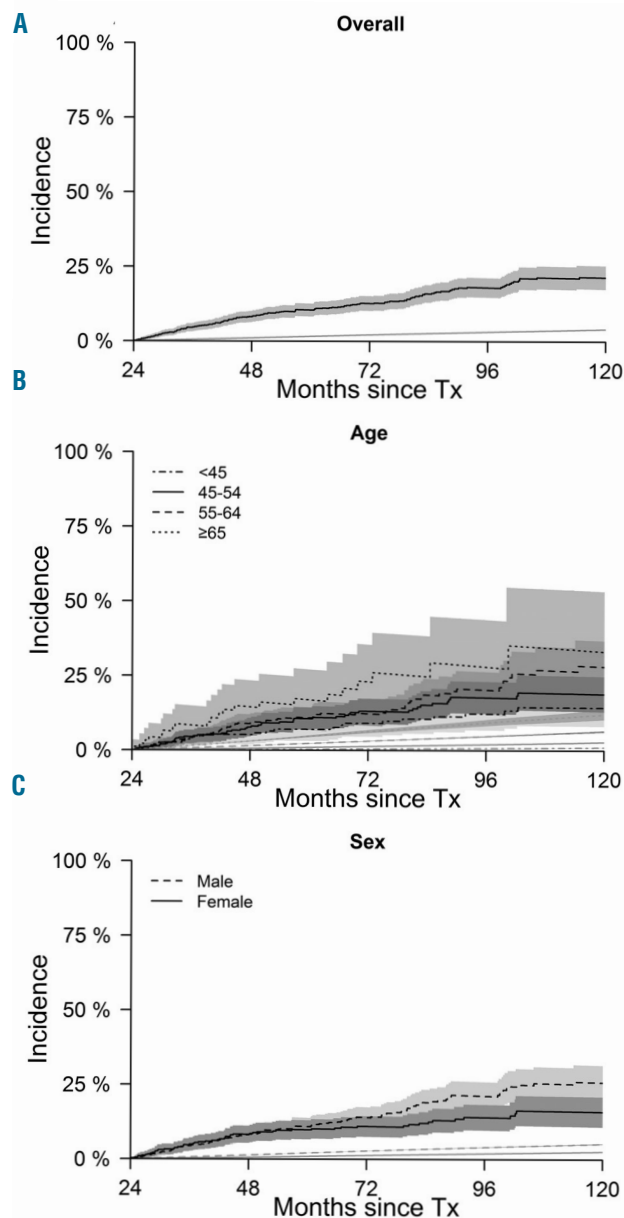 A
Overall
100 %
75 %
50 %
25 %
0 %
Incidence
24 48 72 96 120
Months since Tx
B
Age
100 %
75 %
50 %
25 %
0 %
Incidence
<45
45-54
55-64
≥65
24 48 72 96 120
Months since Tx
C
Sex
100 %
75 %
50 %
25 %
0 %
Incidence
Male
Female
24 48 72 96 120
Months since Tx